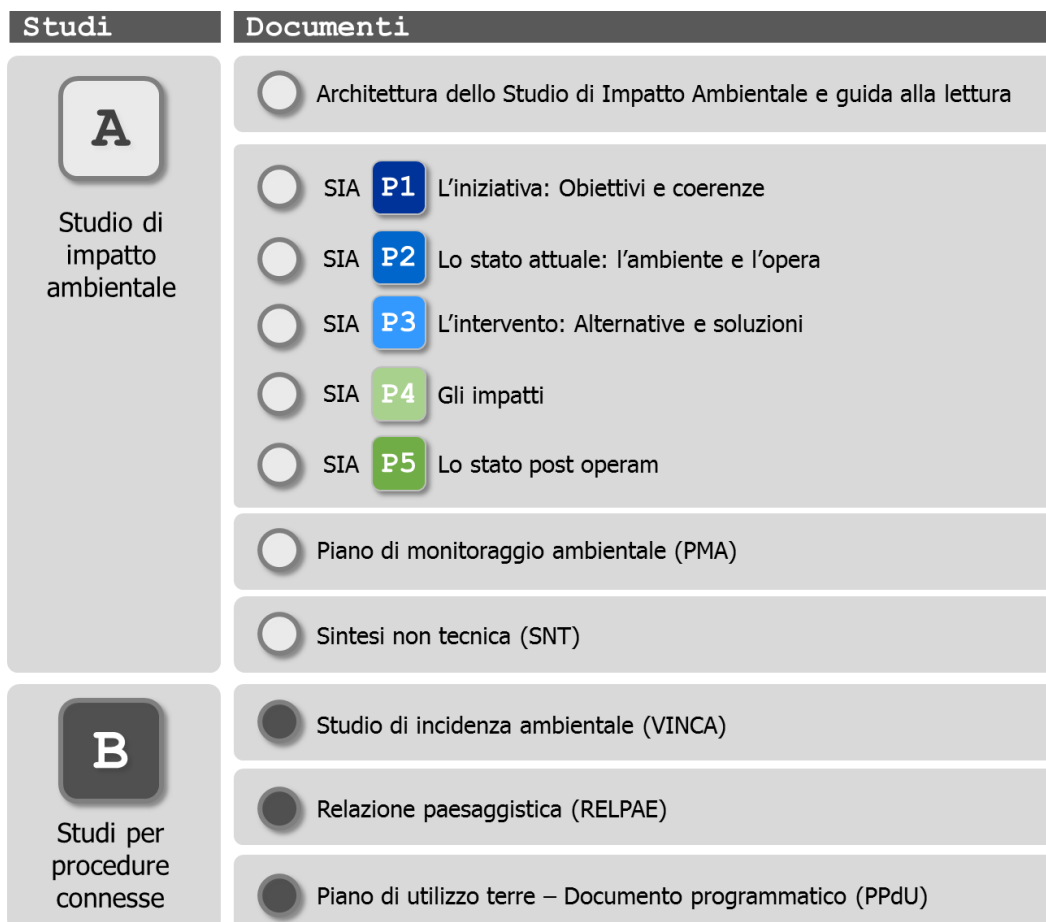 Studi
Documenti
A
Studio di
impatto
ambientale
Architettura dello Studio di Impatto Ambientale e guida alla lettura
SIA P1 L’iniziativa: Obiettivi e coerenze
SIA P2 Lo stato attuale: l’ambiente e l’opera
SIA P3 L’intervento: Alternative e soluzioni
SIA P4 Gli impatti
SIA P5 Lo stato post operam
Piano di monitoraggio ambientale (PMA)
Sintesi non tecnica (SNT)
B
Studi per
procedure
connesse
Studio di incidenza ambientale (VINCA)
Relazione paesaggistica (RELPAE)
Piano di utilizzo terre – Documento programmatico (PPdU)